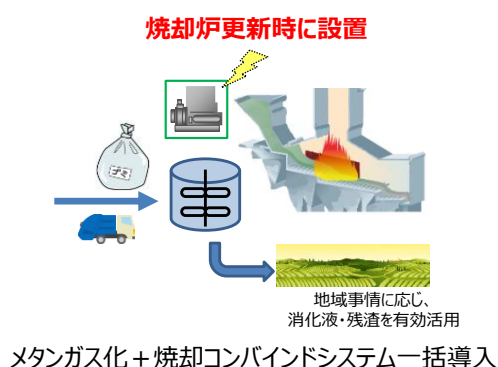 焼却炉更新時に設置
ゴミ
地域事情に応じ、
消化液・残渣を有効活用
メタンガス化＋焼却コンバインドシステム一括導入